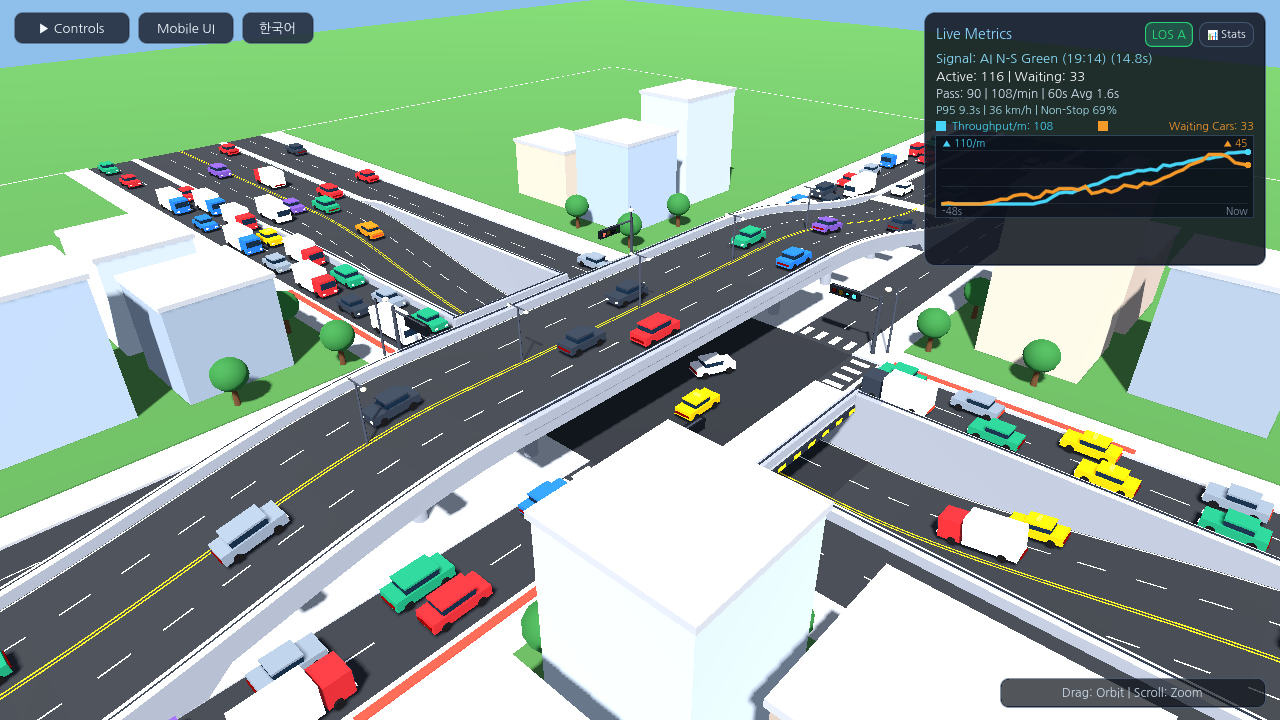 ▶ Controls
Mobile UI
한국어
Live Metrics
LOS A
📊 Stats
Signal: AI N-S Green (19:14) (14.8s)
Active: 116 | Waiting: 33
Pass: 90 | 108/min | 60s Avg 1.6s
P95 9.3s | 36 km/h | Non-Stop 69%
Throughput/m: 108
Waiting Cars: 33
▲ 110/m
▲ 45
-48s
Now
Drag: Orbit | Scroll: Zoom